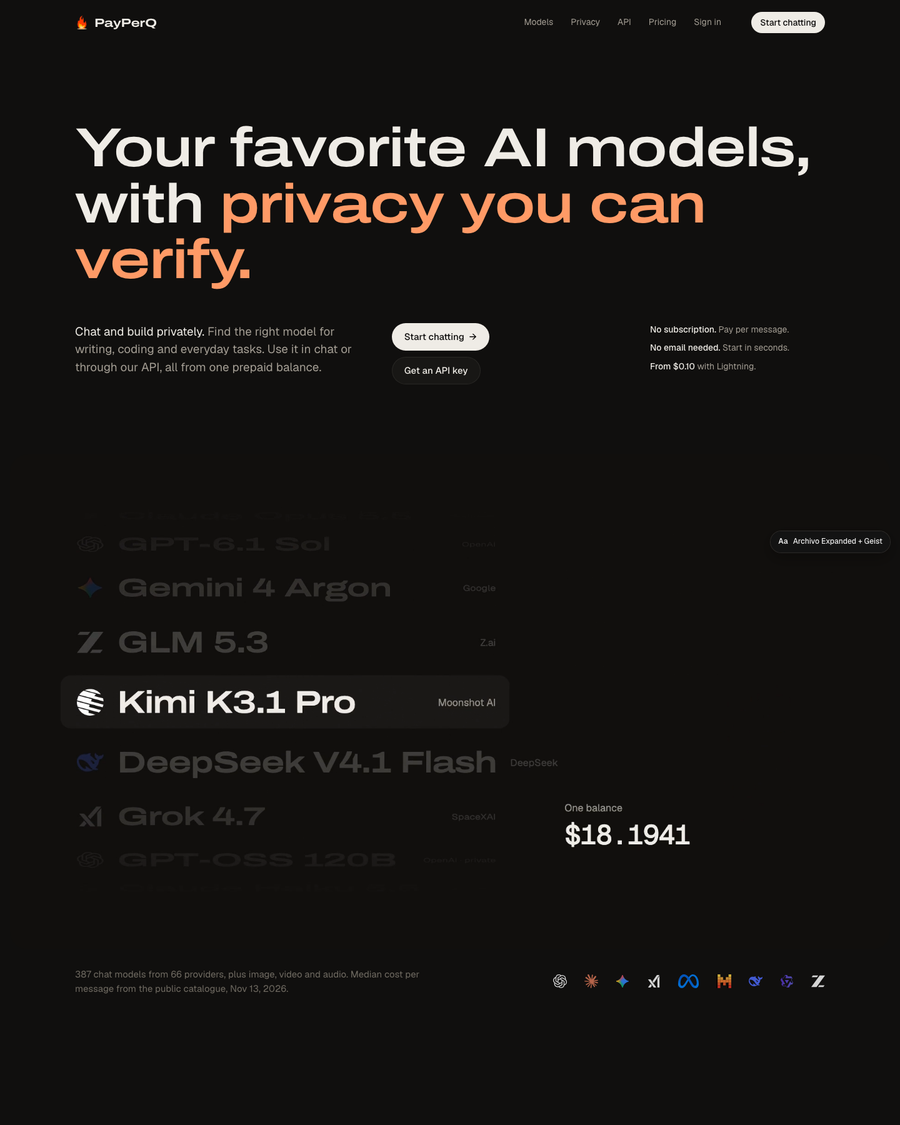 PayPerQ
Models Privacy API Pricing Sign in Start chatting
Your favorite AI models,
with privacy you can
verify.
Chat and build privately. Find the right model for
writing, coding and everyday tasks. Use it in chat or
through our API, all from one prepaid balance.
Start chatting →
Get an API key
No subscription. Pay per message.
No email needed. Start in seconds.
From $0.10 with Lightning.
GPT-6.1 Sol OpenAI
Aa Archivo Expanded + Geist
Gemini 4 Argon Google
GLM 5.3 Z.ai
Kimi K3.1 Pro Moonshot AI
DeepSeek V4.1 Flash DeepSeek
Grok 4.7 SpaceXAI
One balance
$18.1941
GPT-OSS 120B OpenAI · private
387 chat models from 66 providers, plus image, video and audio. Median cost per
message from the public catalogue, Nov 13, 2026.